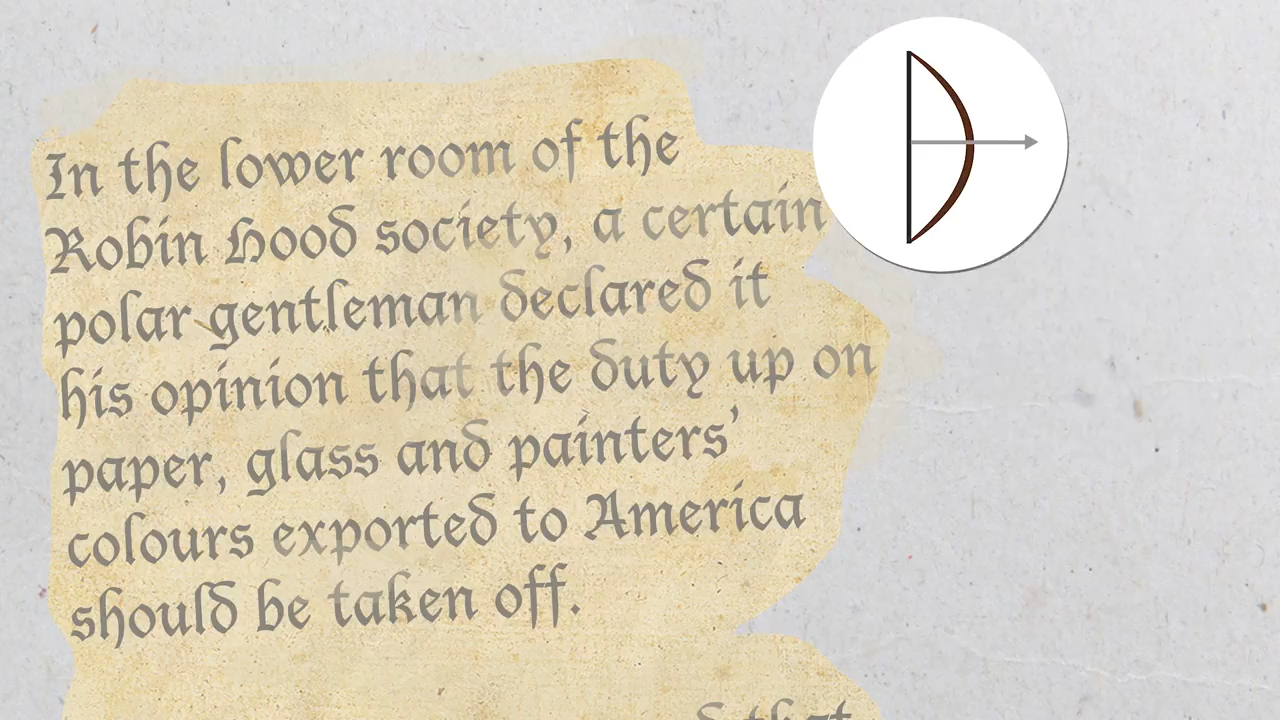 In the lower room of the
Robin Hood society, a certain
polar gentleman declared it
his opinion that the duty up on
paper, glass and painters'
colours exported to America
should be taken off.
that